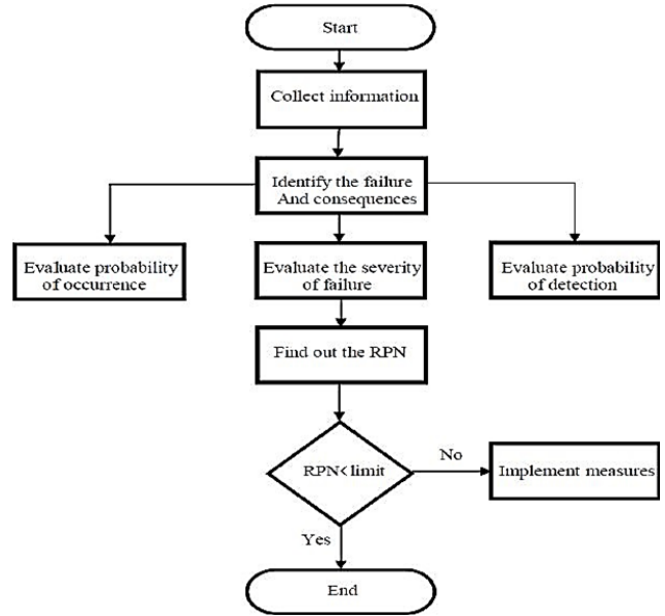 Start
Collect information
Identify the failure
And consequences
Evaluate probability
of occurrence
Evaluate the severity
of failure
Evaluate probability
of detection
Find out the RPN
RPN<limit
No
Implement measures
Yes
End